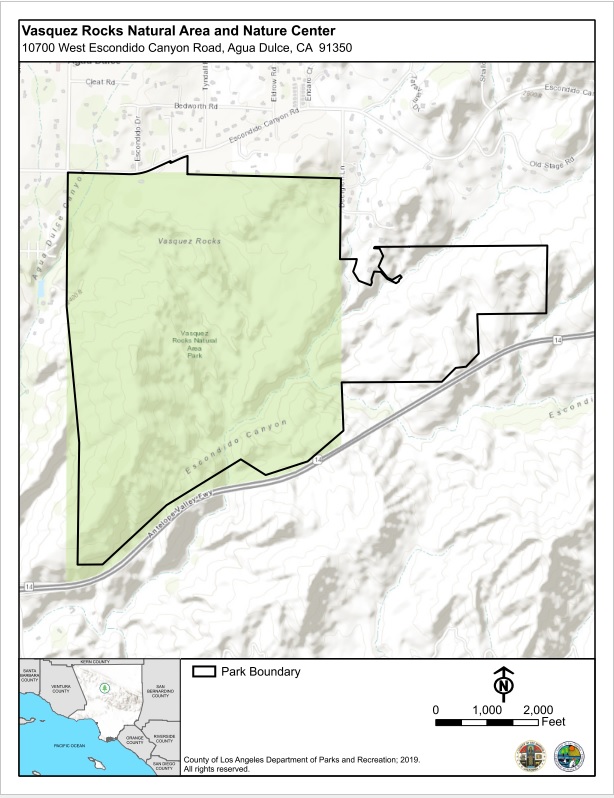 Vasquez Rocks Natural Area and Nature Center
10700 West Escondido Canyon Road, Agua Dulce, CA 91350
Agua Dulce
Cleat Rd
Bedworth Rd
Escondido Dr
Escondido Canyon Rd
Old Stage Rd
Agua Dulce Canyon
Vasquez Rocks
Vasquez
Rocks Natural
Area
Park
14
Escondido Canyon
14
Antelope Valley Fwy
14
KERN COUNTY
SANTA
BARBARA
COUNTY
VENTURA
COUNTY
SAN
BERNARDINO
COUNTY
ORANGE
COUNTY
RIVERSIDE
COUNTY
SAN DIEGO
COUNTY
PACIFIC OCEAN
Park Boundary
N
0 1,000 2,000
Feet
County of Los Angeles Department of Parks and Recreation; 2019.
All rights reserved.